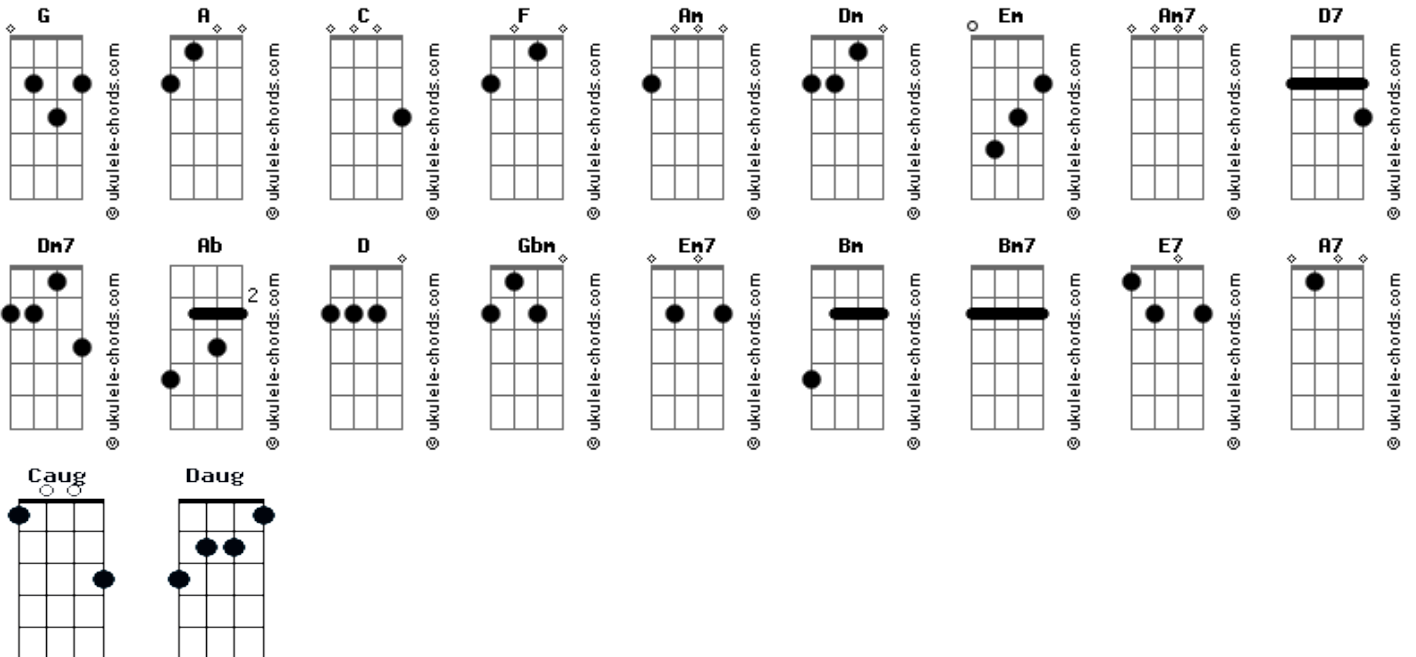 G A C F Am Dm Em Am7 D7
© ukulele-chords.com © ukulele-chords.com © ukulele-chords.com © ukulele-chords.com © ukulele-chords.com © ukulele-chords.com © ukulele-chords.com © ukulele-chords.com © ukulele-chords.com
Dm7 Ab D Gbm Em7 Bm Bm7 E7 A7
2
© ukulele-chords.com © ukulele-chords.com © ukulele-chords.com © ukulele-chords.com © ukulele-chords.com © ukulele-chords.com © ukulele-chords.com © ukulele-chords.com © ukulele-chords.com
Caug Daug